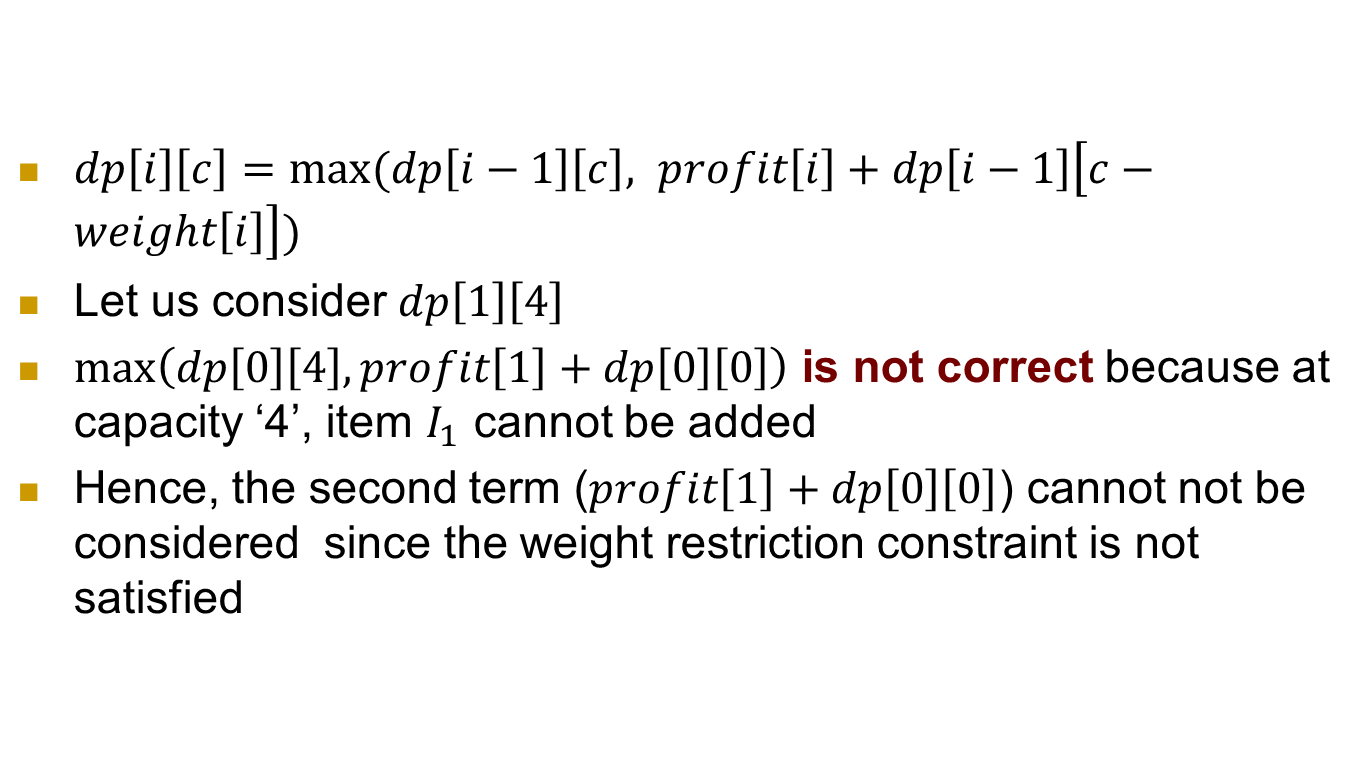 ■ 𝑑𝑝[𝑖][𝑐] = max(𝑑𝑝[𝑖 − 1][𝑐], 𝑝𝑟𝑜𝑓𝑖𝑡[𝑖] + 𝑑𝑝[𝑖 − 1][𝑐 −
𝑤𝑒𝑖𝑔ℎ𝑡[𝑖]])
■ Let us consider 𝑑𝑝[1][4]
■ max(𝑑𝑝[0][4], 𝑝𝑟𝑜𝑓𝑖𝑡[1] + 𝑑𝑝[0][0]) is not correct because at
capacity ‘4’, item 𝐼₁ cannot be added
■ Hence, the second term (𝑝𝑟𝑜𝑓𝑖𝑡[1] + 𝑑𝑝[0][0]) cannot not be
considered since the weight restriction constraint is not
satisfied